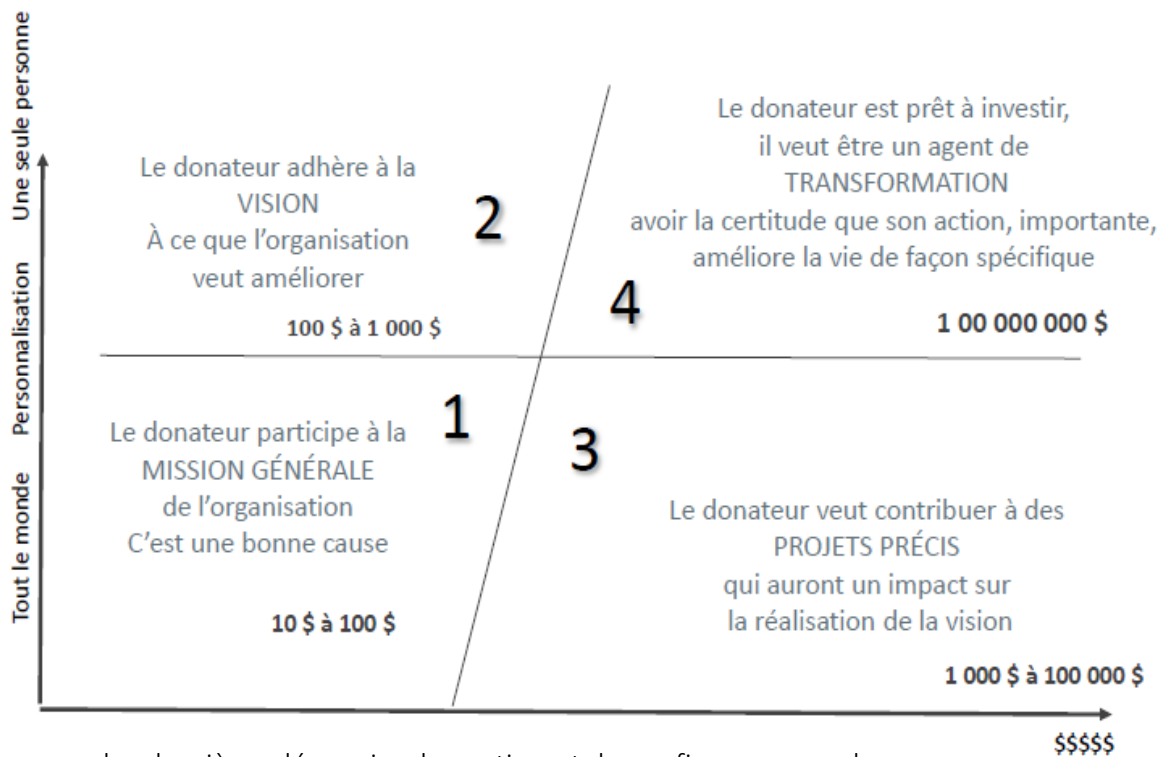 Une seule personne
Personnalisation
Tout le monde
Le donateur adhère à la
VISION
À ce que l'organisation
veut améliorer
100 $ à 1 000 $
2
Le donateur est prêt à investir,
il veut être un agent de
TRANSFORMATION
avoir la certitude que son action, importante,
améliore la vie de façon spécifique
4
1 00 000 000 $
1
Le donateur participe à la
MISSION GÉNÉRALE
de l'organisation
C'est une bonne cause
10 $ à 100 $
3
Le donateur veut contribuer à des
PROJETS PRÉCIS
qui auront un impact sur
la réalisation de la vision
1 000 $ à 100 000 $
$$$$$